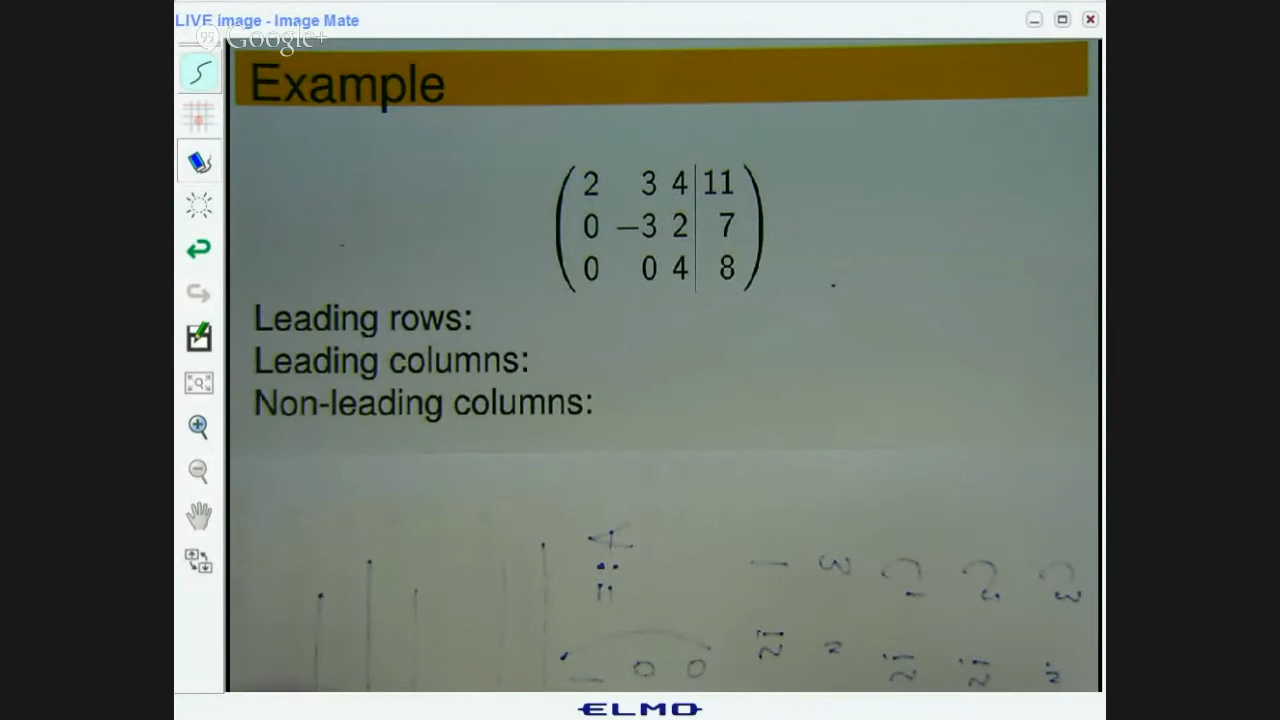 LIVE image - Image Mate
Google+
Example
2 3 4 11
0 −3 2 7
0 0 4 8
Leading rows:
Leading columns:
Non-leading columns:
ELMO